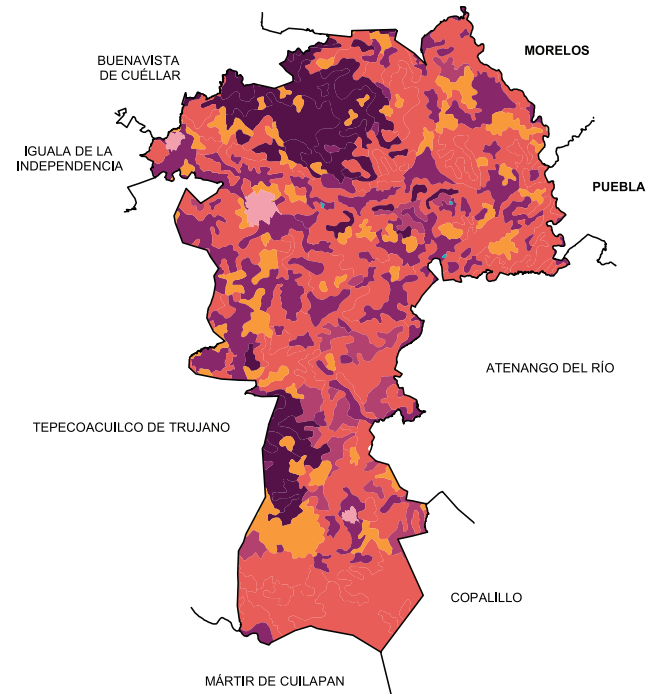 MORELOS
BUENAVISTA
DE CUÉLLAR
IGUALA DE LA
INDEPENDENCIA
PUEBLA
ATENANGO DEL RÍO
TEPECOACUILCO DE TRUJANO
COPALILLO
MÁRTIR DE CUILAPAN